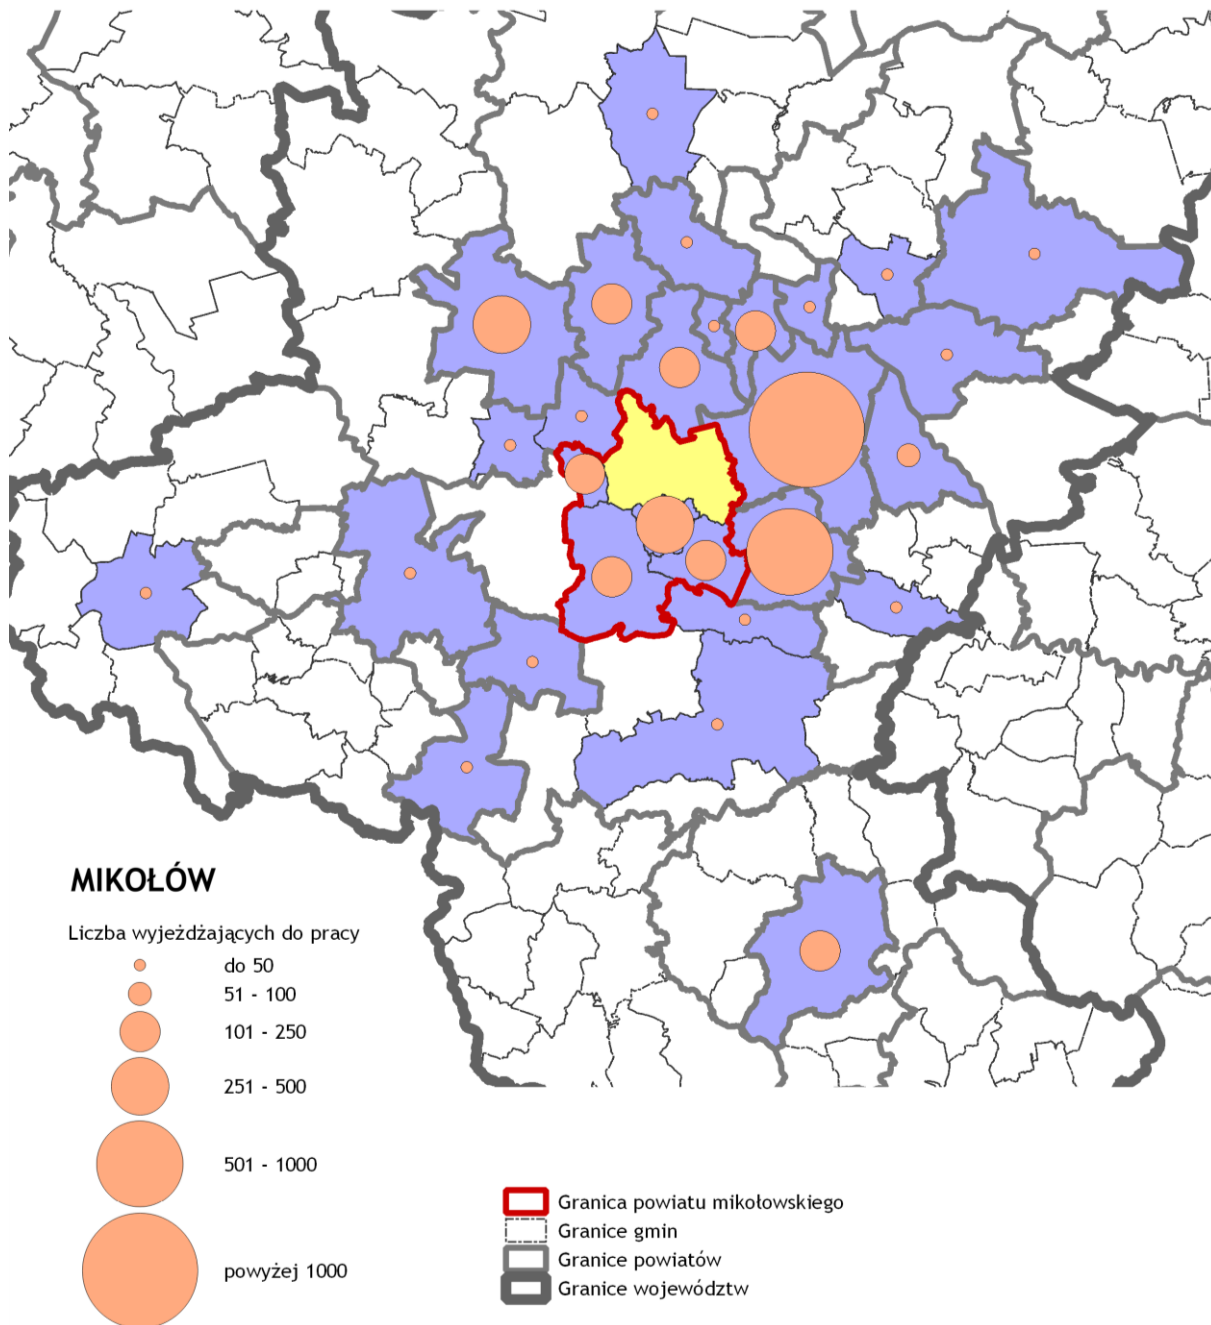 MIKOŁÓW
Liczba wyjeżdżających do pracy
do 50
51 - 100
101 - 250
251 - 500
501 - 1000
powyżej 1000
Granica powiatu mikołowskiego
Granice gmin
Granice powiatów
Granice województw